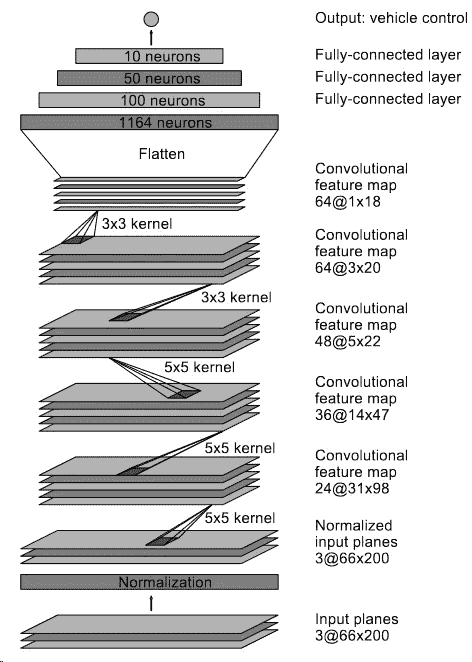 Output: vehicle control
10 neurons
Fully-connected layer
50 neurons
Fully-connected layer
100 neurons
Fully-connected layer
1164 neurons
Flatten
Convolutional
feature map
64@1x18
3x3 kernel
Convolutional
feature map
64@3x20
3x3 kernel
Convolutional
feature map
48@5x22
5x5 kernel
Convolutional
feature map
36@14x47
5x5 kernel
Convolutional
feature map
24@31x98
5x5 kernel
Normalized
input planes
3@66x200
Normalization
Input planes
3@66x200